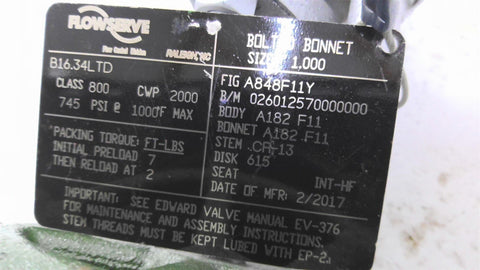 FLOWSERVE
Flow Control Division RALEIGH, NC
B16.34LTD
CLASS 800 CWP 2000
745 PSI @ 1000°F MAX
PACKING TORQUE: FT-LBS
INITIAL PRELOAD 7
THEN RELOAD AT 2
BOLTED BONNET
SIZE 1,000
FIG A848F11Y
B/M 026012570000000
BODY A182 F11
BONNET A182 F11
STEM CR-13
DISK 615
SEAT INT-HF
DATE OF MFR: 2/2017
IMPORTANT: SEE EDWARD VALVE MANUAL EV-376
FOR MAINTENANCE AND ASSEMBLY INSTRUCTIONS.
STEM THREADS MUST BE KEPT LUBED WITH EP-2.